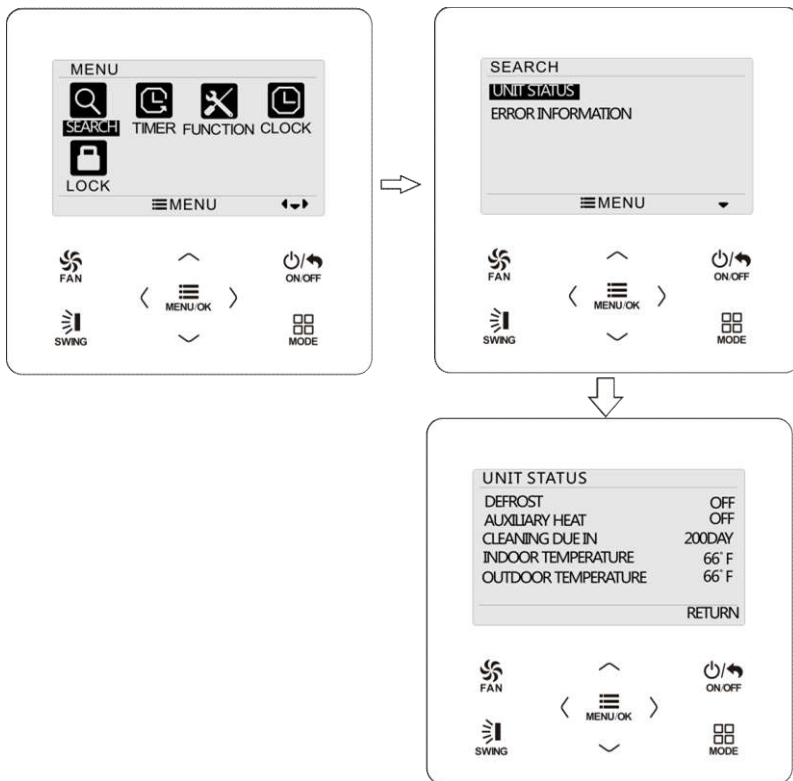 MENU
SEARCH TIMER FUNCTION CLOCK
LOCK
MENU
FAN
ON/OFF
MENU/OK
SWING
MODE
SEARCH
UNIT STATUS
ERROR INFORMATION
MENU
FAN
ON/OFF
MENU/OK
SWING
MODE
UNIT STATUS
DEFROST OFF
AUXILIARY HEAT OFF
CLEANING DUE IN 200DAY
INDOOR TEMPERATURE 66°F
OUTDOOR TEMPERATURE 66°F
RETURN
FAN
ON/OFF
MENU/OK
SWING
MODE